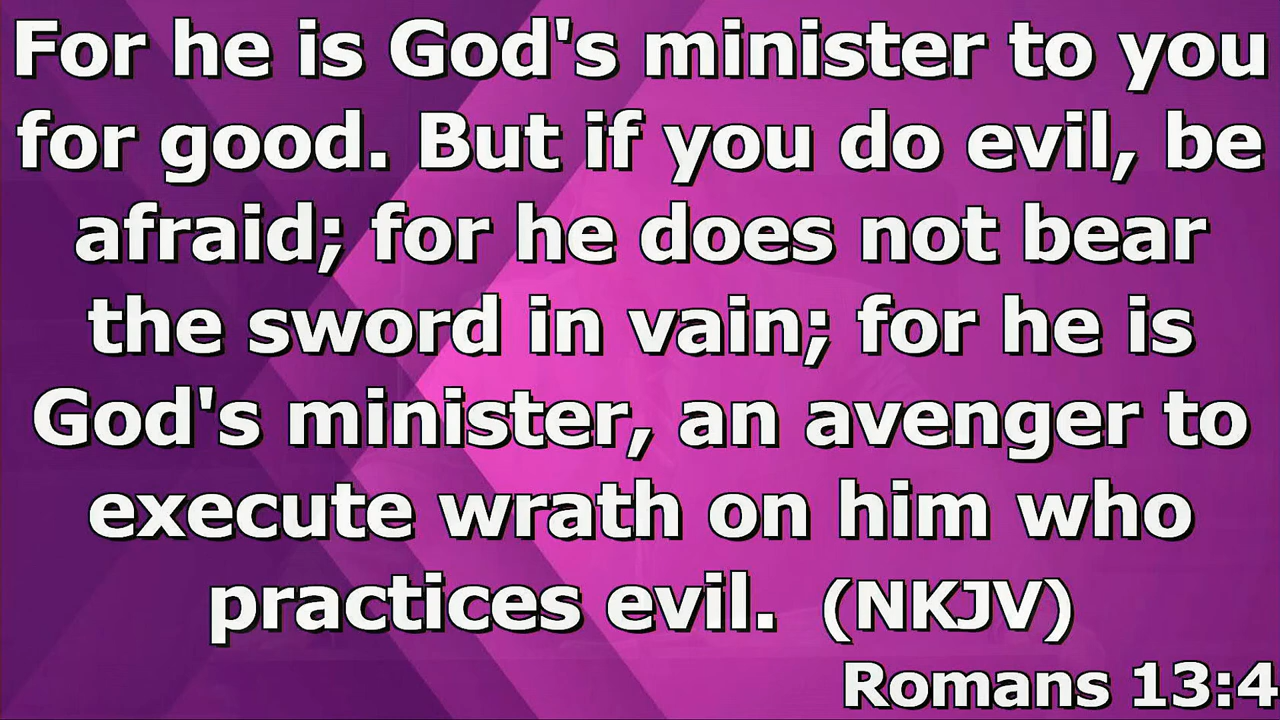 For he is God's minister to you
for good. But if you do evil, be
afraid; for he does not bear
the sword in vain; for he is
God's minister, an avenger to
execute wrath on him who
practices evil. (NKJV)
Romans 13:4